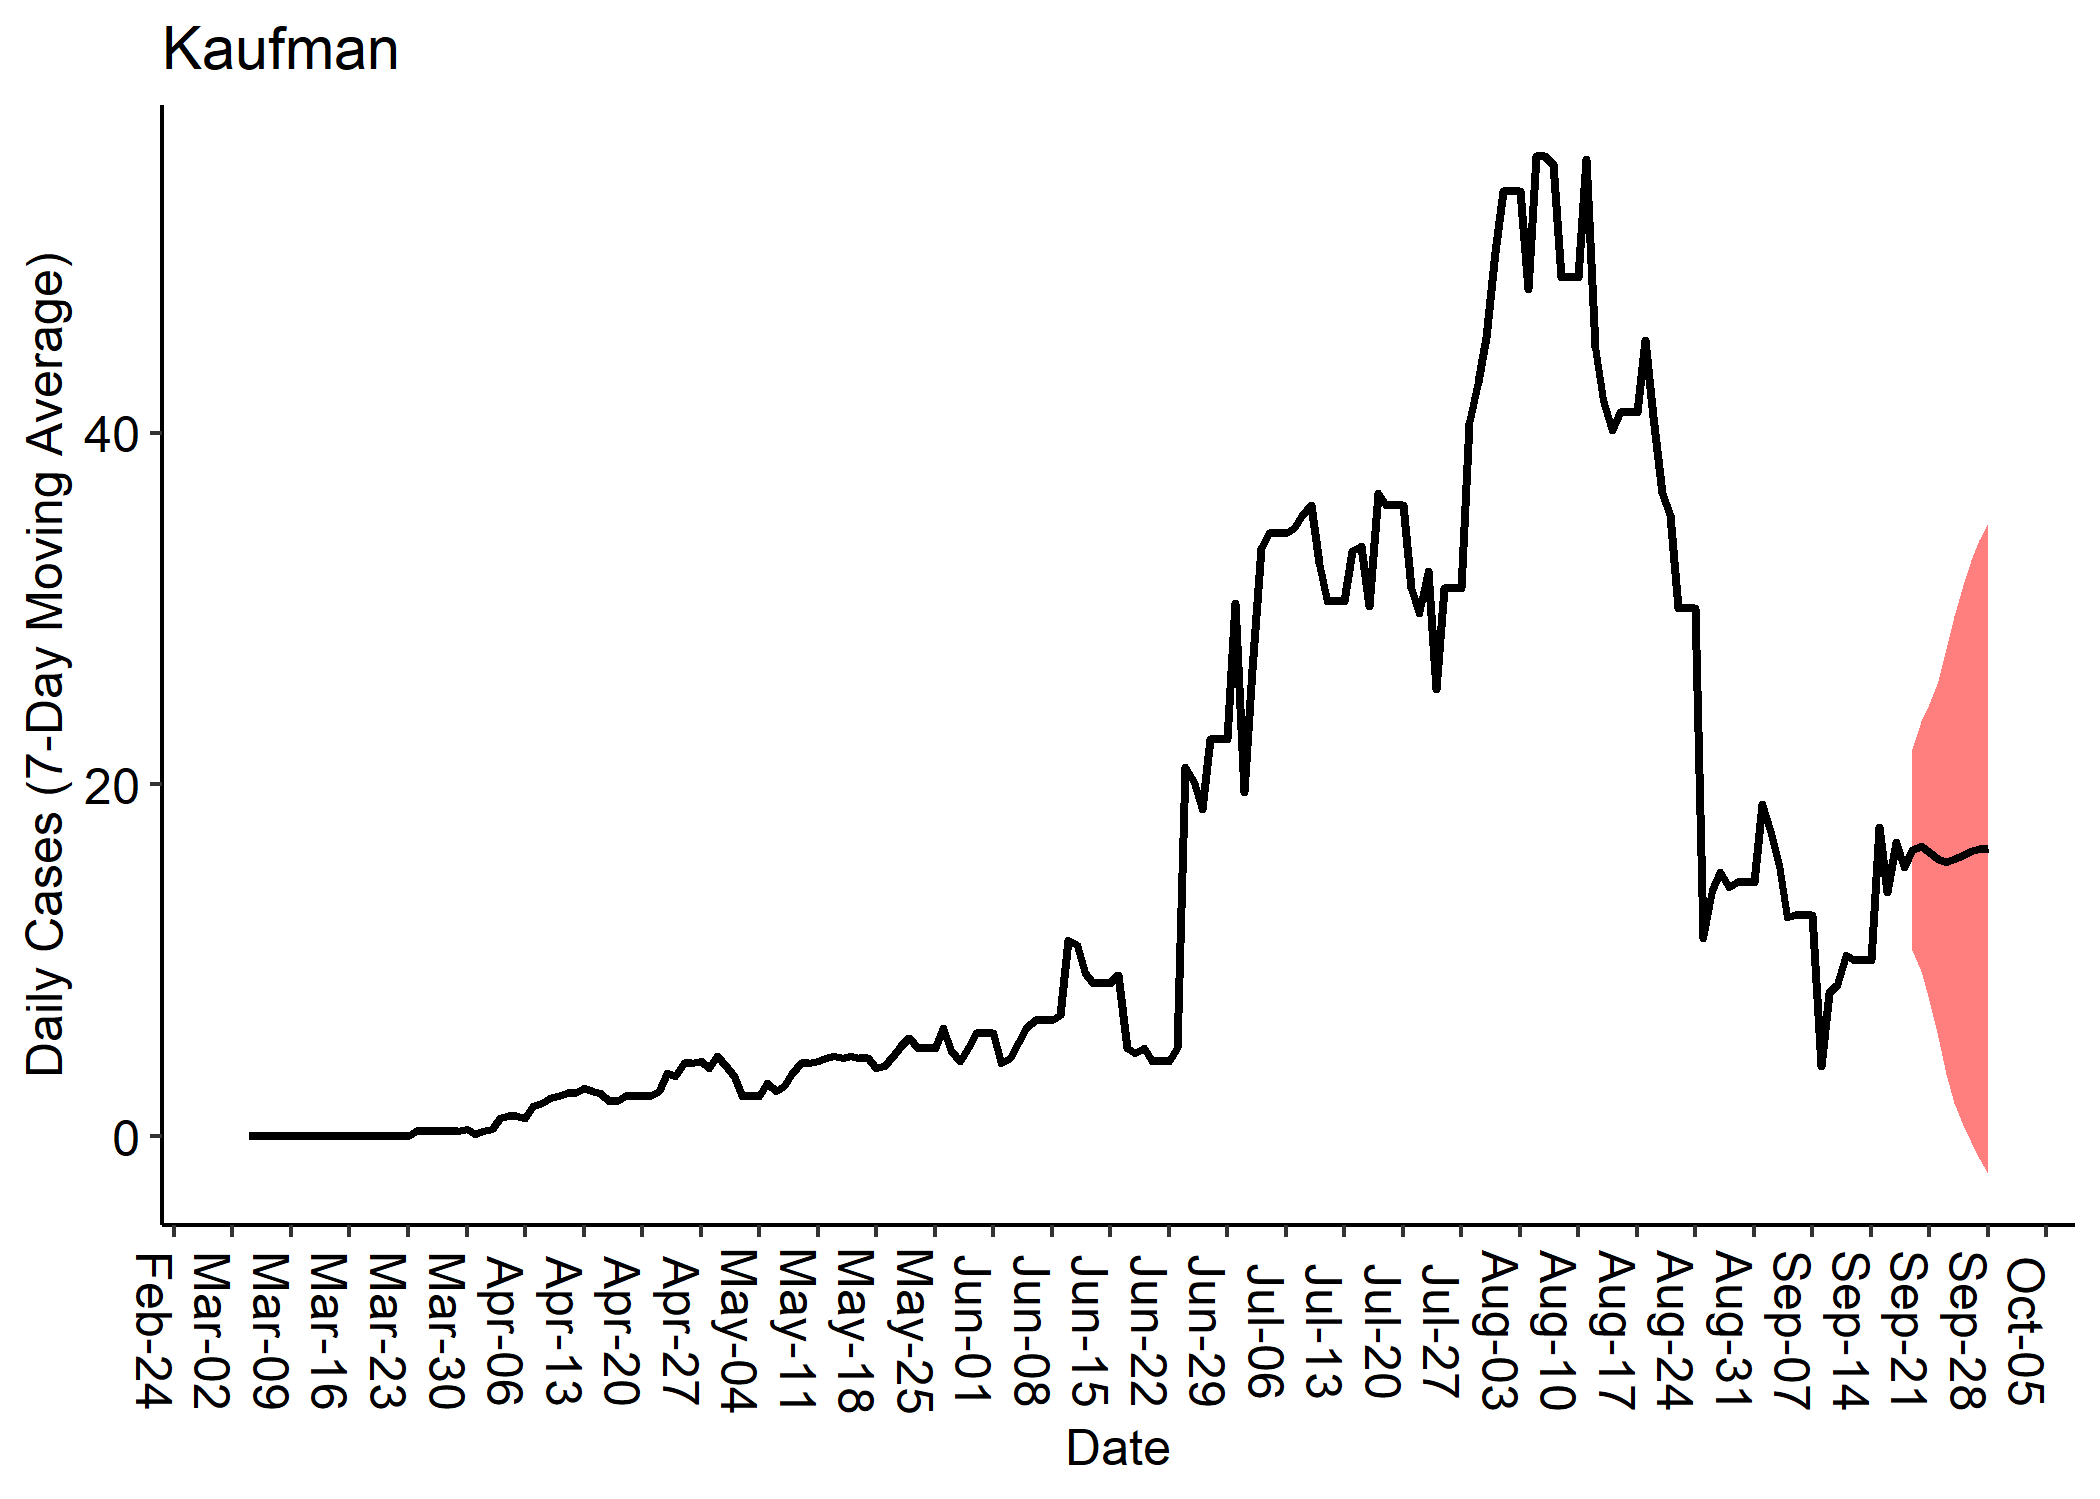 Kaufman
Daily Cases (7-Day Moving Average)
40
20
0
Feb-24
Mar-02
Mar-09
Mar-16
Mar-23
Mar-30
Apr-06
Apr-13
Apr-20
Apr-27
May-04
May-11
May-18
May-25
Jun-01
Jun-08
Jun-15
Jun-22
Jun-29
Jul-06
Jul-13
Jul-20
Jul-27
Aug-03
Aug-10
Aug-17
Aug-24
Aug-31
Sep-07
Sep-14
Sep-21
Sep-28
Oct-05
Date